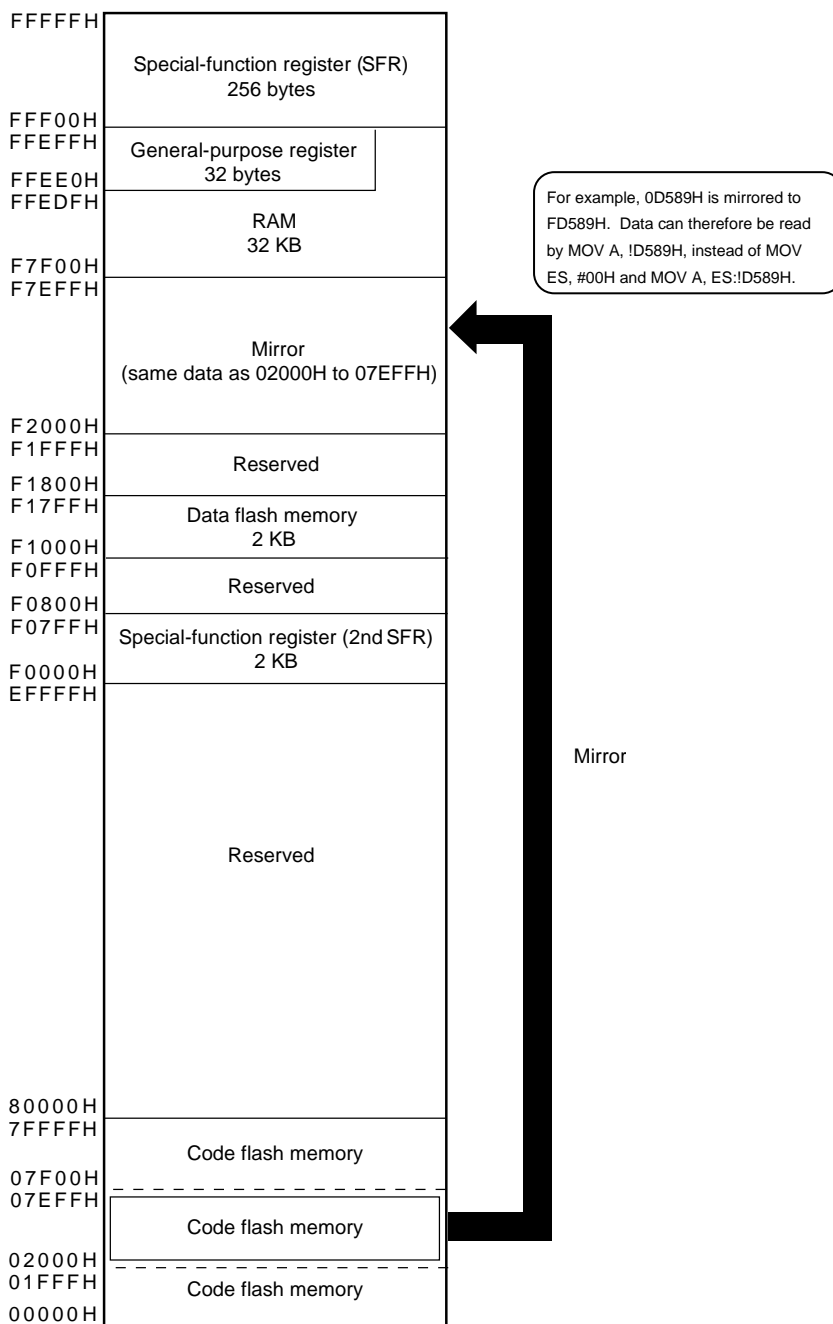 FFFFFH
Special-function register (SFR)
256 bytes
FFF00H
FFEFFH
General-purpose register
32 bytes
FFEE0H
FFEDFH
RAM
32 KB
F7F00H
F7EFFH
For example, 0D589H is mirrored to
FD589H. Data can therefore be read
by MOV A, !D589H, instead of MOV
ES, #00H and MOV A, ES:!D589H.
Mirror
(same data as 02000H to 07EFFH)
F2000H
F1FFFH
Reserved
F1800H
F17FFH
Data flash memory
2 KB
F1000H
F0FFFH
Reserved
F0800H
F07FFH
Special-function register (2nd SFR)
2 KB
F0000H
EFFFFH
Mirror
Reserved
80000H
7FFFFH
Code flash memory
07F00H
07EFFH
Code flash memory
02000H
01FFFH
Code flash memory
00000H